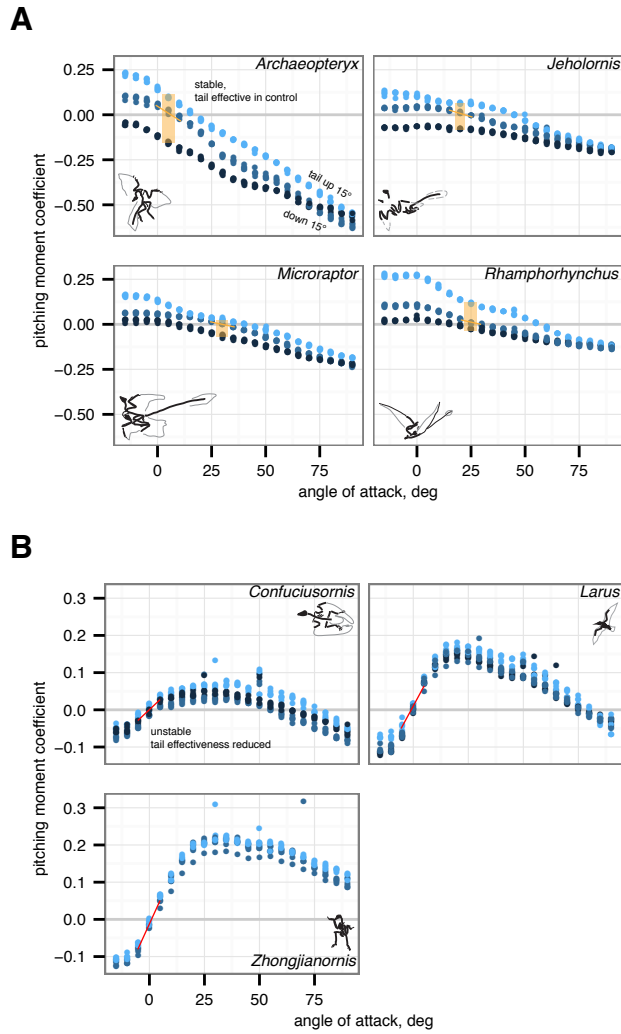 A
Archaeopteryx
Jeholornis
0.25
0.00
−0.25
−0.50
stable,
tail effective in control
tail up 15°
down 15°
Microraptor
Rhamphorhynchus
0.25
0.00
−0.25
−0.50
pitching moment coefficient
0
25
50
75
0
25
50
75
angle of attack, deg
B
Confuciusornis
Larus
0.3
0.2
0.1
0.0
−0.1
unstable
tail effectiveness reduced
0.3
0.2
0.1
0.0
−0.1
Zhongjianornis
pitching moment coefficient
0
25
50
75
angle of attack, deg